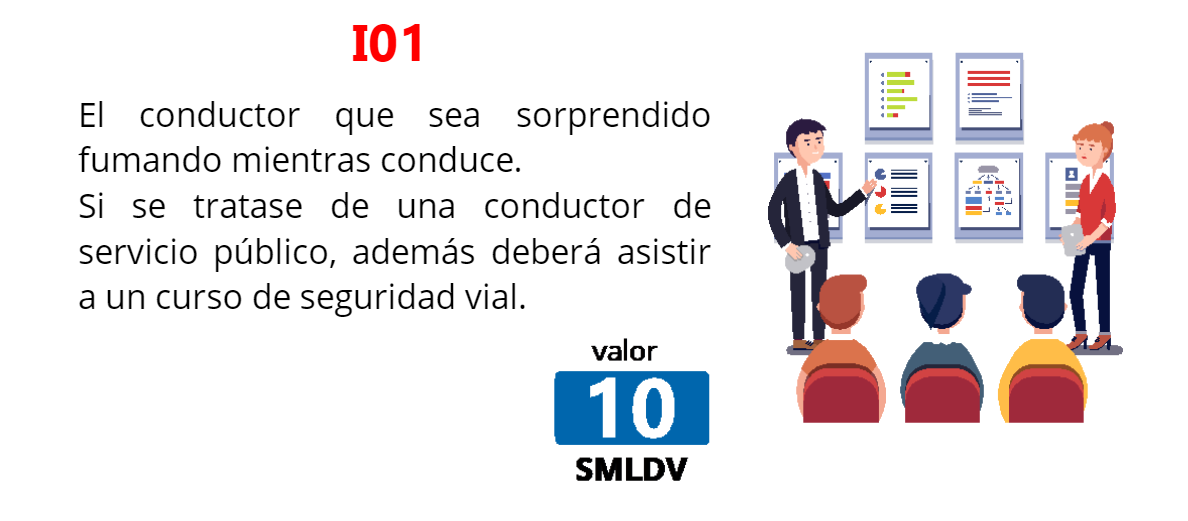 I01
El conductor que sea sorprendido
fumando mientras conduce.
Si se tratase de una conductor de
servicio público, además deberá asistir
a un curso de seguridad vial.
valor
10
SMLDV